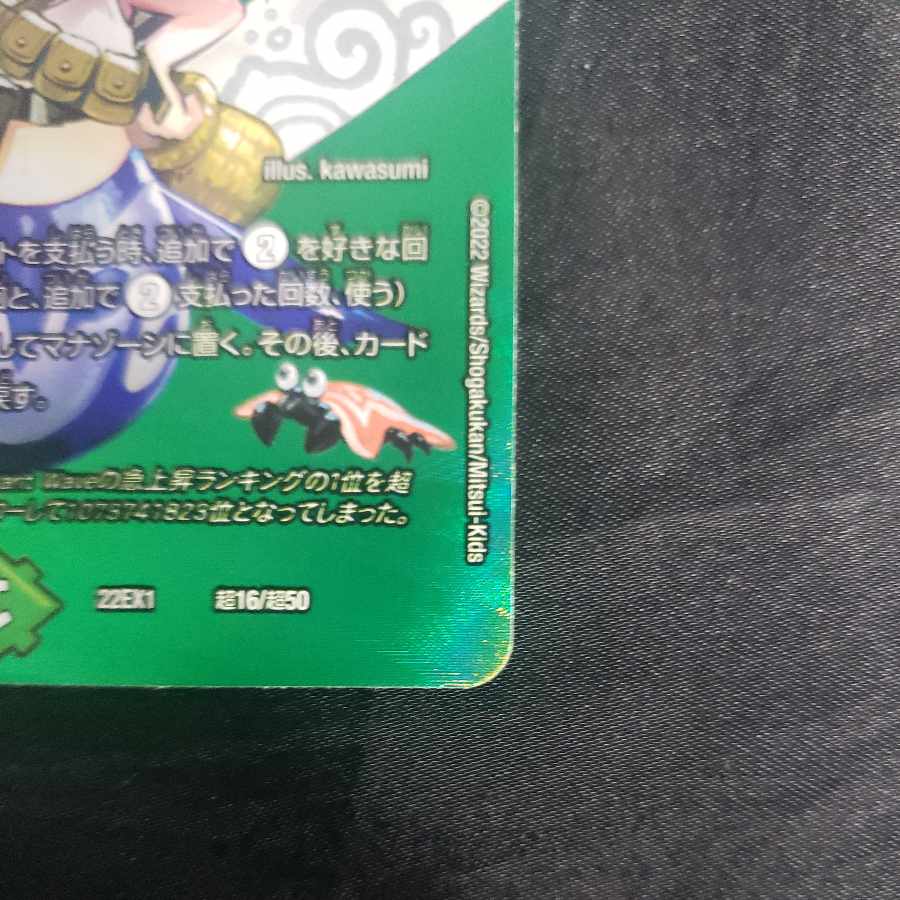 illus. kawasumi
トを支払う時、追加で2を好きな回
と、追加で2支払った回数、使う)
してマナゾーンに置く。その後、カード
戻す。
Waveの急上昇ランキングの1位を超
ーして1073741823位となってしまった。
22EX1 超16/超50
©2022 Wizards/Shogakukan/Mitsui-Kids